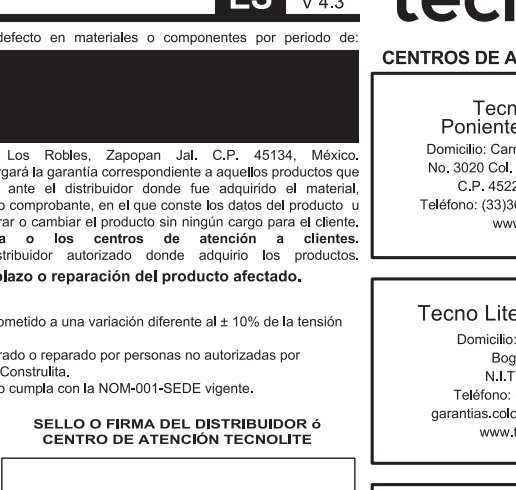 ES V 4.3
defecto en materiales o componentes por periodo de:
Los Robles, Zapopan Jal. C.P. 45134, México.
rgará la garantía correspondiente a aquellos productos que
ante el distribuidor donde fue adquirido el material,
o comprobante, en el que conste los datos del producto u
rar o cambiar el producto sin ningún cargo para el cliente.
a o los centros de atención a clientes.
stribuidor autorizado donde adquirio los productos.
plazo o reparación del producto afectado.
ometido a una variación diferente al ± 10% de la tensión
rado o reparado por personas no autorizadas por
Construlita.
o cumpla con la NOM-001-SEDE vigente.
SELLO O FIRMA DEL DISTRIBUIDOR ó
CENTRO DE ATENCIÓN TECNOLITE
tecn
CENTROS DE A
Tecn
Poniente
Domicilio: Carr
No. 3020 Col.
C.P. 4522
Teléfono: (33)36
www
Tecno Lite
Domicilio:
Bog
N.I.T
Teléfono:
garantias.colo
www.t